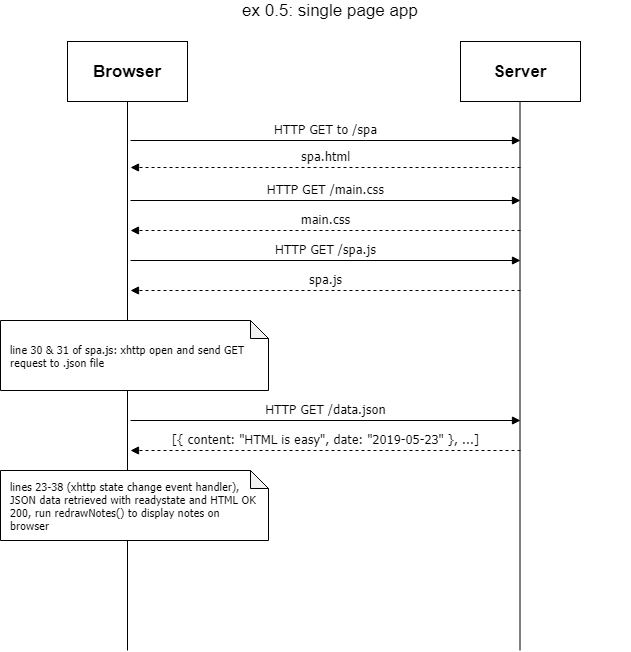 ex 0.5: single page app
Browser
Server
HTTP GET to /spa
spa.html
HTTP GET /main.css
main.css
HTTP GET /spa.js
spa.js
line 30 & 31 of spa.js: xhttp open and send GET
request to .json file
HTTP GET /data.json
[{ content: "HTML is easy", date: "2019-05-23" }, ...]
lines 23-38 (xhttp state change event handler),
JSON data retrieved with readystate and HTML OK
200, run redrawNotes() to display notes on
browser